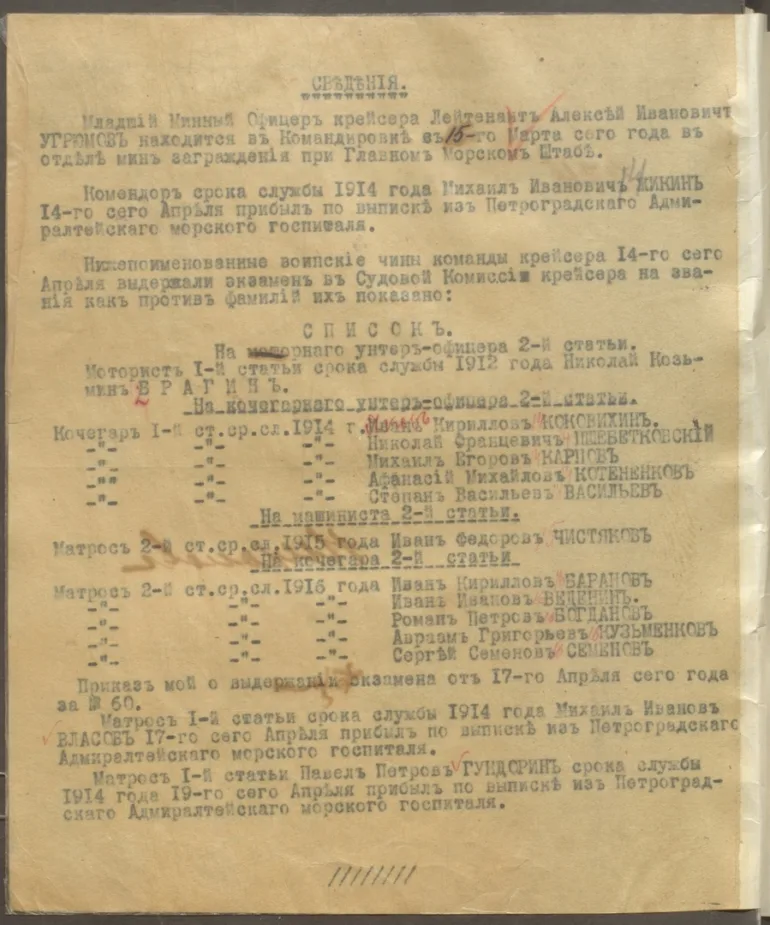 СВѢДѢНІЯ.
Младшій Минный Офицеръ крейсера Лейтенантъ Алексѣй Ивановичъ
УГРЮМОВЪ находится въ Командировкѣ съ 15-го Марта сего года въ
отдѣлѣ минъ загражденія при Главномъ Морскомъ Штабѣ.
Комендоръ срока службы 1914 года Михаилъ Ивановичъ
14-го сего Апрѣля прибылъ по выпискѣ изъ Петроградскаго Адми-
ралтейскаго морского госпиталя.
Нижепоименованные воинскіе чины команды крейсера 14-го сего
Апрѣля выдержали экзамен въ Судовой Комиссіи крейсера на зва-
нія какъ противъ фамилій ихъ показано:
СПИСОКЪ.
На моторнаго унтеръ-офицера 2-й статьи.
Мотористъ 1-й статьи срока службы 1912 года Николай Козь-
минъ БРАГИНЪ.
На кочегарного унтеръ-офицера 2-й статьи.
Кочегаръ 1-й ст.ср.сл.1914 г. Иванъ Кирилловъ КОКОВИХИНЪ.
-"- -"- -"- Николай Францевичъ ПШЕБЕТКОВСКІЙ
-"- -"- -"- Михаилъ Егоровъ КАРПОВЪ
-"- -"- -"- Афанасій Михайловъ КОТЕНЕНКОВЪ
-"- -"- -"- Степанъ Васильевъ ВАСИЛЬЕВЪ
На машиниста 2-й статьи.
Матросъ 2-й ст.ср.сл.1915 года Иванъ Федоровъ ЧИСТЯКОВЪ
На кочегара 2-й статьи
Матросъ 2-й ст.ср.сл.1916 года Иванъ Кирилловъ БАРАНОВЪ
-"- -"- -"- Иванъ Ивановъ ВЕДЕНИНЪ.
-"- -"- -"- Романъ Петровъ БОГДАНОВЪ
-"- -"- -"- Авраамъ Григорьевъ КУЗЬМЕНКОВЪ
-"- -"- -"- Сергѣй Семеновъ СЕМЕНОВЪ
Приказъ мой о выдержаніи экзамена отъ 17-го Апрѣля сего года
за № 60.
Матросъ 1-й статьи срока службы 1914 года Михаилъ Ивановъ
ВЛАСОВЪ 17-го сего Апрѣля прибылъ по выпискѣ изъ Петроградскаго
Адмиралтейскаго морского госпиталя.
Матросъ 1-й статьи Павелъ Петровъ ГУНДОРИНЪ срока службы
1914 года 19-го сего Апрѣля прибылъ по выпискѣ изъ Петроград-
скаго Адмиралтейскаго морского госпиталя.